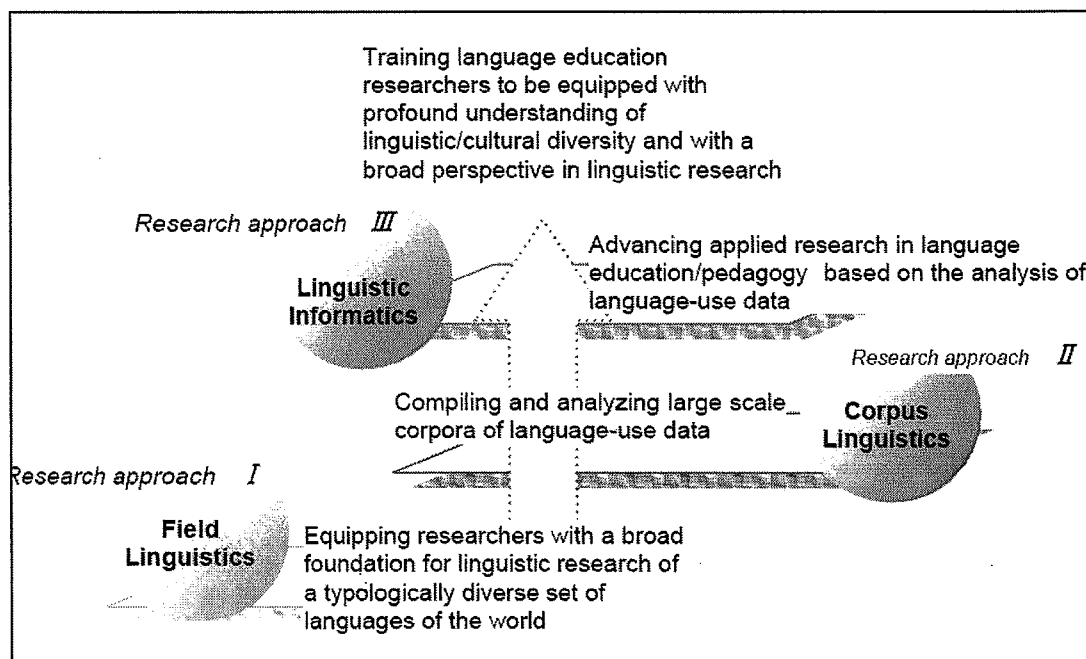 Training language education
researchers to be equipped with
profound understanding of
linguistic/cultural diversity and with a
broad perspective in linguistic research
Research approach III
Linguistic
Informatics
Advancing applied research in language
education/pedagogy based on the analysis of
language-use data
Research approach II
Corpus
Linguistics
Compiling and analyzing large scale_
corpora of language-use data
Research approach I
Field
Linguistics
Equipping researchers with a broad
foundation for linguistic research of
a typologically diverse set of
languages of the world